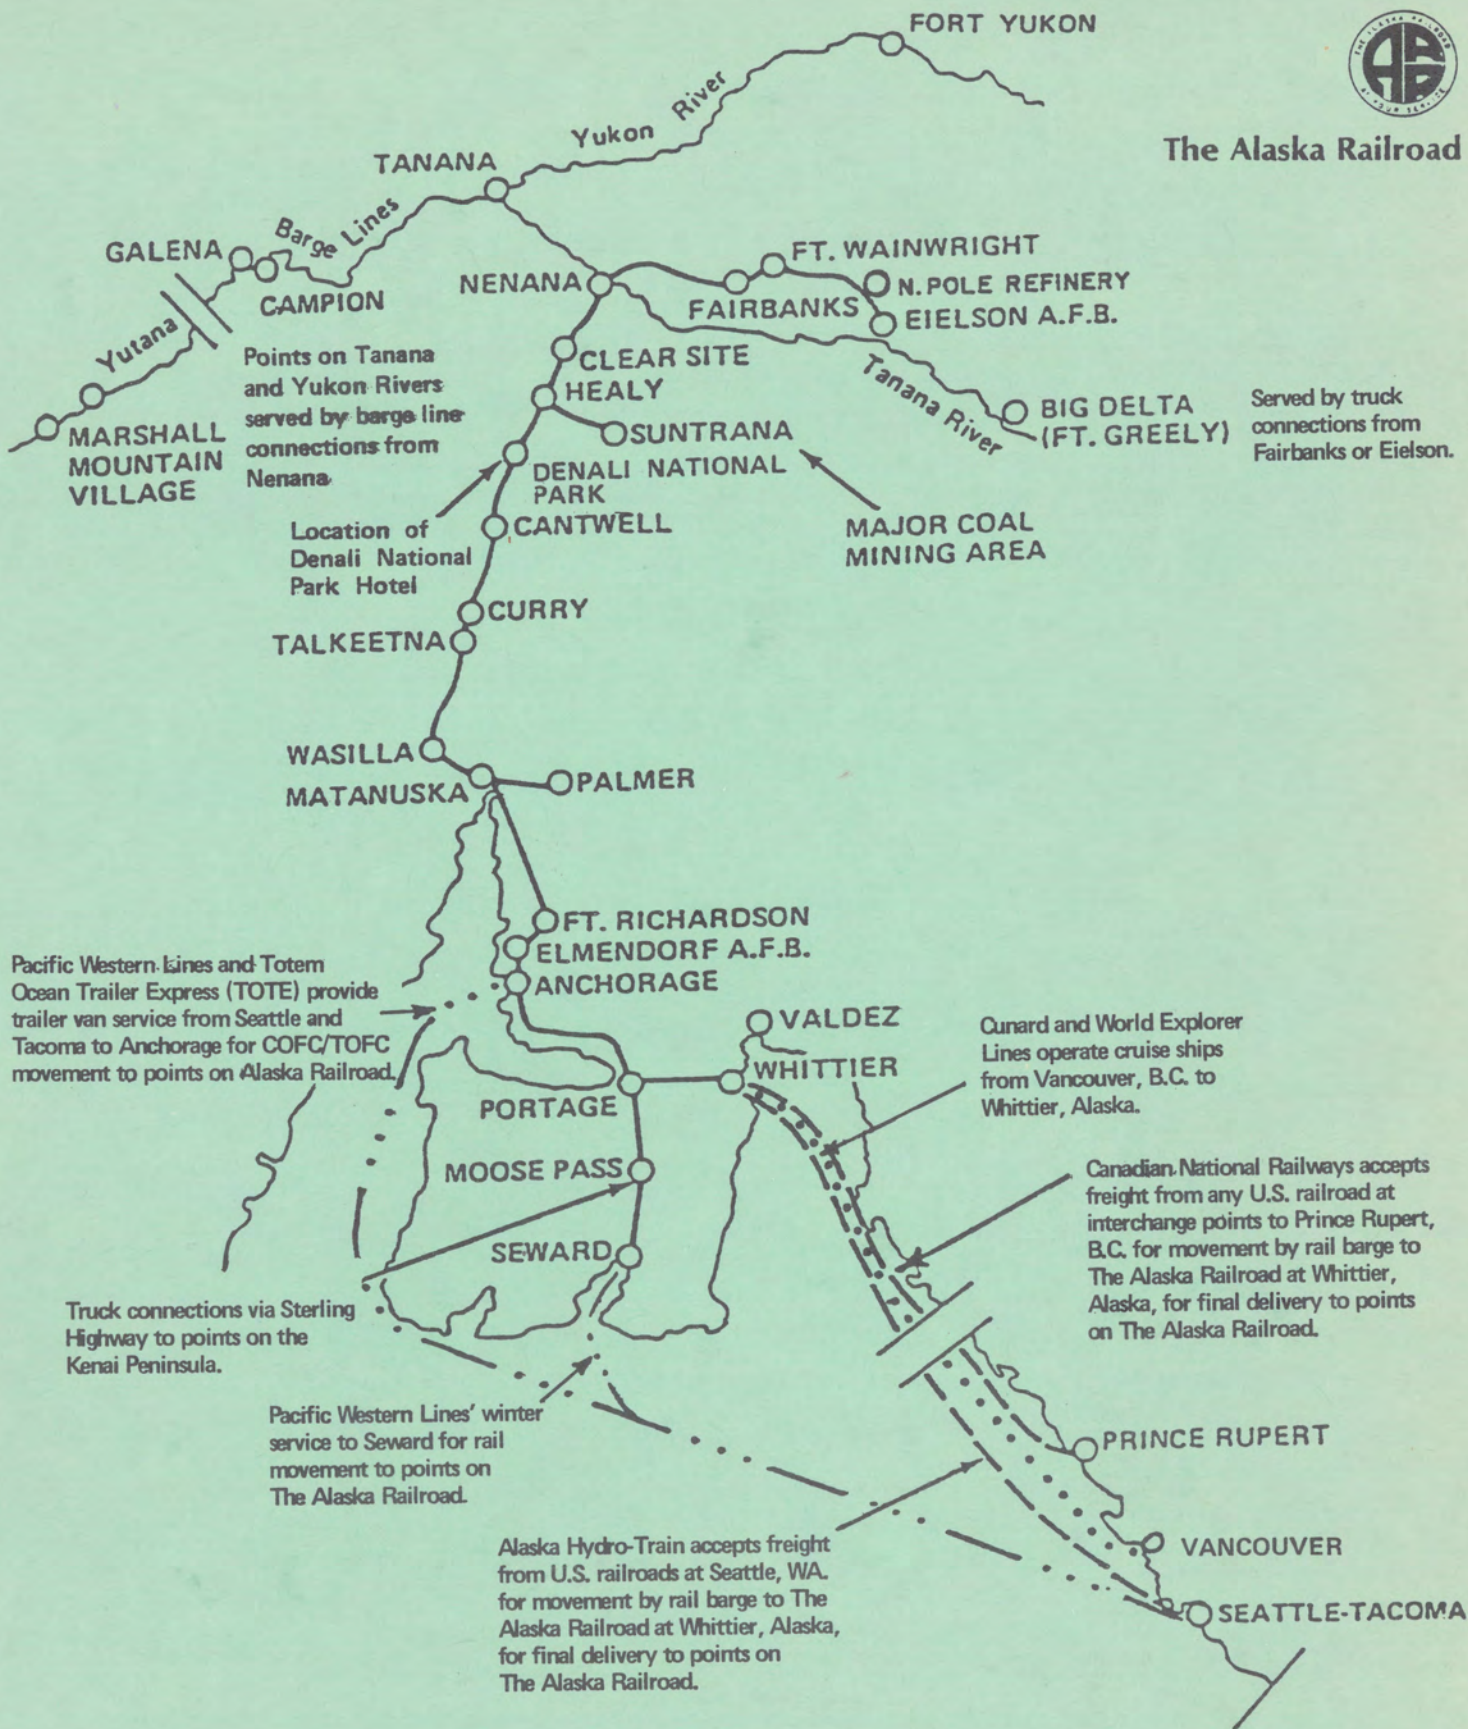 FORT YUKON
THE ALASKA RAILROAD
AT YOUR SERVICE
The Alaska Railroad
Yukon River
TANANA
Barge Lines
GALENA
CAMPION
Yutana
NENANA
FT. WAINWRIGHT
FAIRBANKS
N. POLE REFINERY
EIELSON A.F.B.
Points on Tanana
and Yukon Rivers
served by barge line
connections from
Nenana.
MARSHALL
MOUNTAIN
VILLAGE
CLEAR SITE
HEALY
SUNTRANA
Tanana River
BIG DELTA
(FT. GREELY)
Served by truck
connections from
Fairbanks or Eielson.
DENALI NATIONAL
PARK
Location of
Denali National
Park Hotel
CANTWELL
MAJOR COAL
MINING AREA
CURRY
TALKEETNA
WASILLA
MATANUSKA
PALMER
FT. RICHARDSON
ELMENDORF A.F.B.
ANCHORAGE
Pacific Western Lines and Totem
Ocean Trailer Express (TOTE) provide
trailer van service from Seattle and
Tacoma to Anchorage for COFC/TOFC
movement to points on Alaska Railroad.
VALDEZ
WHITTIER
PORTAGE
Cunard and World Explorer
Lines operate cruise ships
from Vancouver, B.C. to
Whittier, Alaska.
MOOSE PASS
SEWARD
Canadian National Railways accepts
freight from any U.S. railroad at
interchange points to Prince Rupert,
B.C. for movement by rail barge to
The Alaska Railroad at Whittier,
Alaska, for final delivery to points
on The Alaska Railroad.
Truck connections via Sterling
Highway to points on the
Kenai Peninsula.
Pacific Western Lines' winter
service to Seward for rail
movement to points on
The Alaska Railroad.
PRINCE RUPERT
VANCOUVER
SEATTLE-TACOMA
Alaska Hydro-Train accepts freight
from U.S. railroads at Seattle, WA.
for movement by rail barge to The
Alaska Railroad at Whittier, Alaska,
for final delivery to points on
The Alaska Railroad.